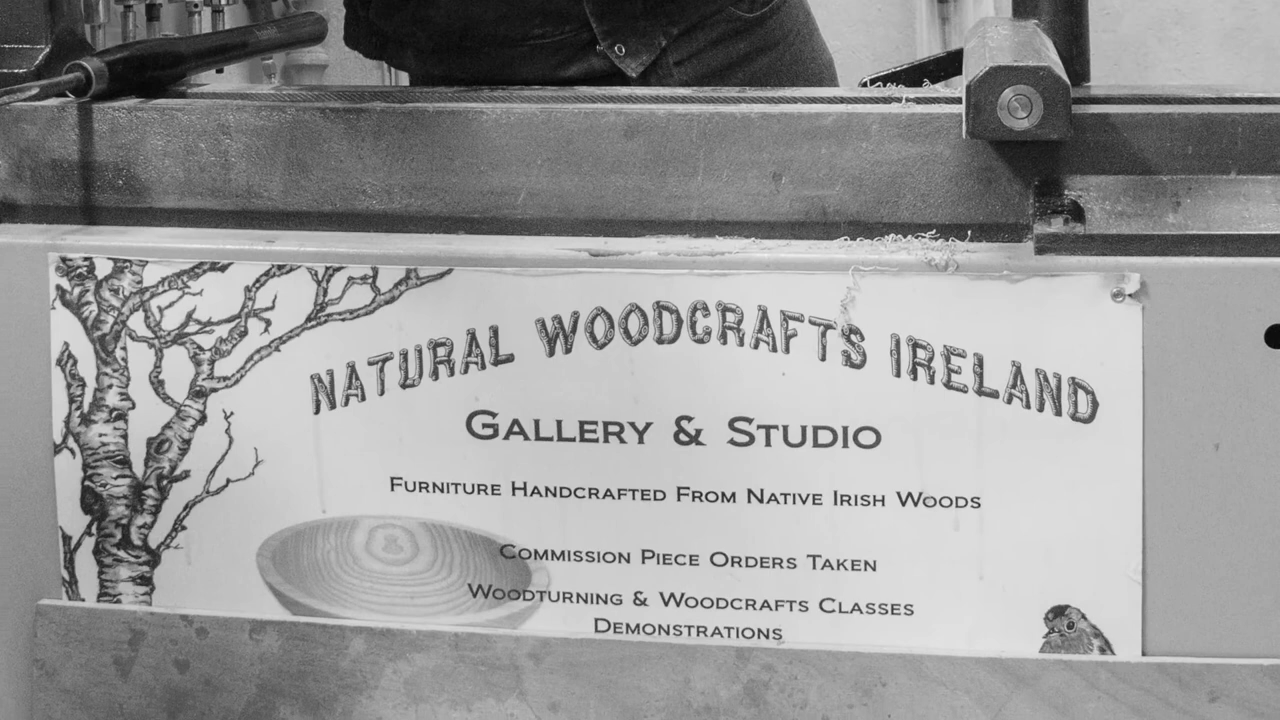 NATURAL WOODCRAFTS IRELAND
GALLERY & STUDIO
FURNITURE HANDCRAFTED FROM NATIVE IRISH WOODS
COMMISSION PIECE ORDERS TAKEN
WOODTURNING & WOODCRAFTS CLASSES
DEMONSTRATIONS